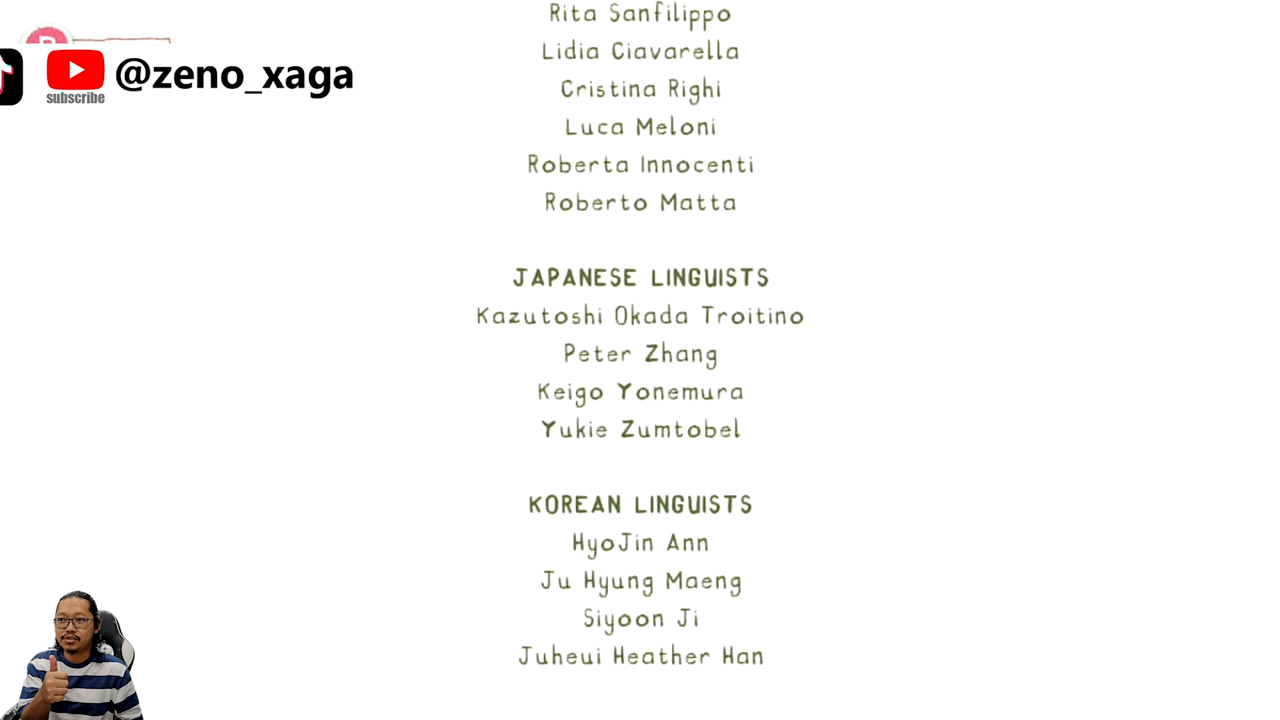 subscribe
@zeno_xaga
Rita Sanfilippo
Lidia Ciavarella
Cristina Righi
Luca Meloni
Roberta Innocenti
Roberto Matta
JAPANESE LINGUISTS
Kazutoshi Okada Troitino
Peter Zhang
Keigo Yonemura
Yukie Zumtobel
KOREAN LINGUISTS
HyoJin Ann
Ju Hyung Maeng
Siyoon Ji
Juheui Heather Han